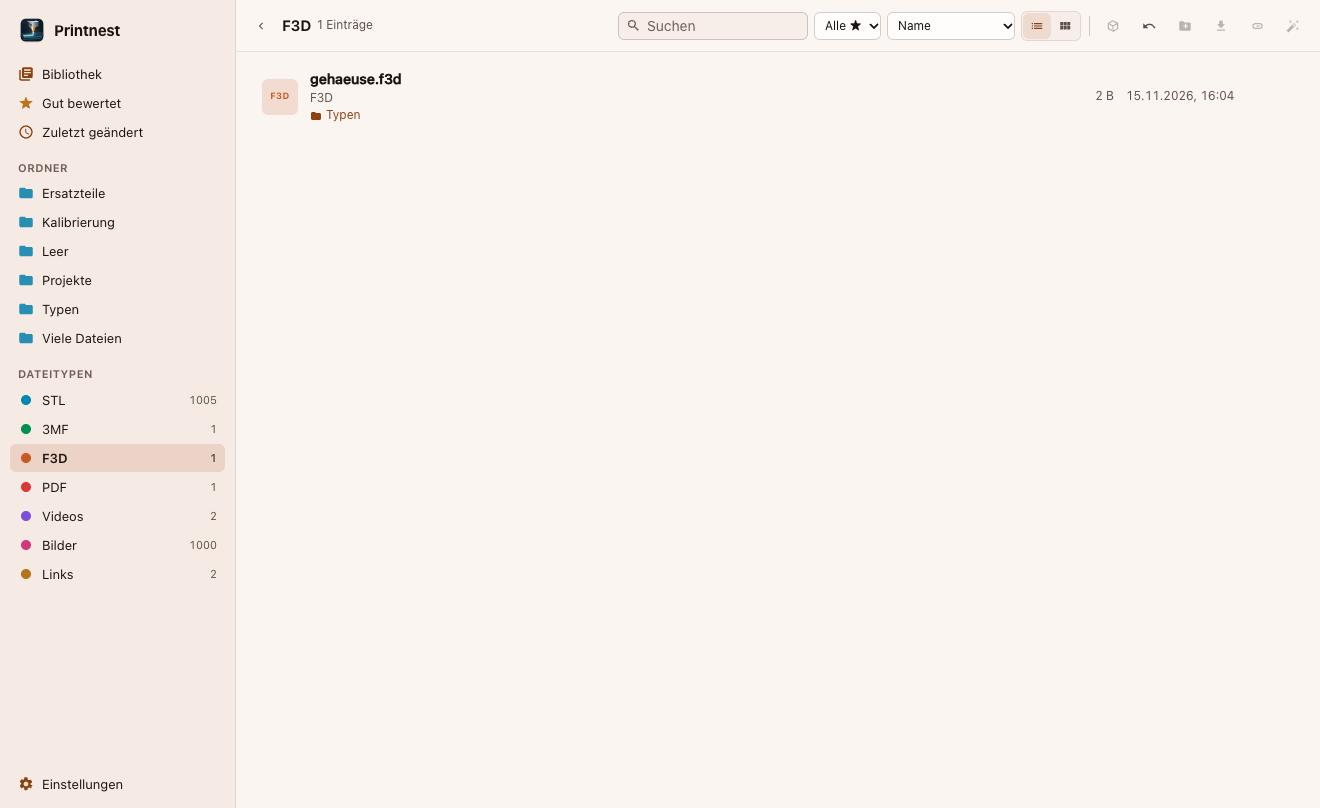 Printnest
Bibliothek
Gut bewertet
Zuletzt geändert
ORDNER
Ersatzteile
Kalibrierung
Leer
Projekte
Typen
Viele Dateien
DATEITYPEN
STL 1005
3MF 1
F3D 1
PDF 1
Videos 2
Bilder 1000
Links 2
Einstellungen
F3D 1 Einträge
Suchen
Alle ★
Name
F3D
gehaeuse.f3d
F3D
Typen
2 B 15.11.2026, 16:04